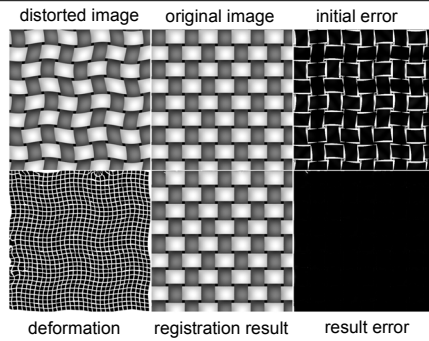 distorted image original image initial error
deformation registration result result error